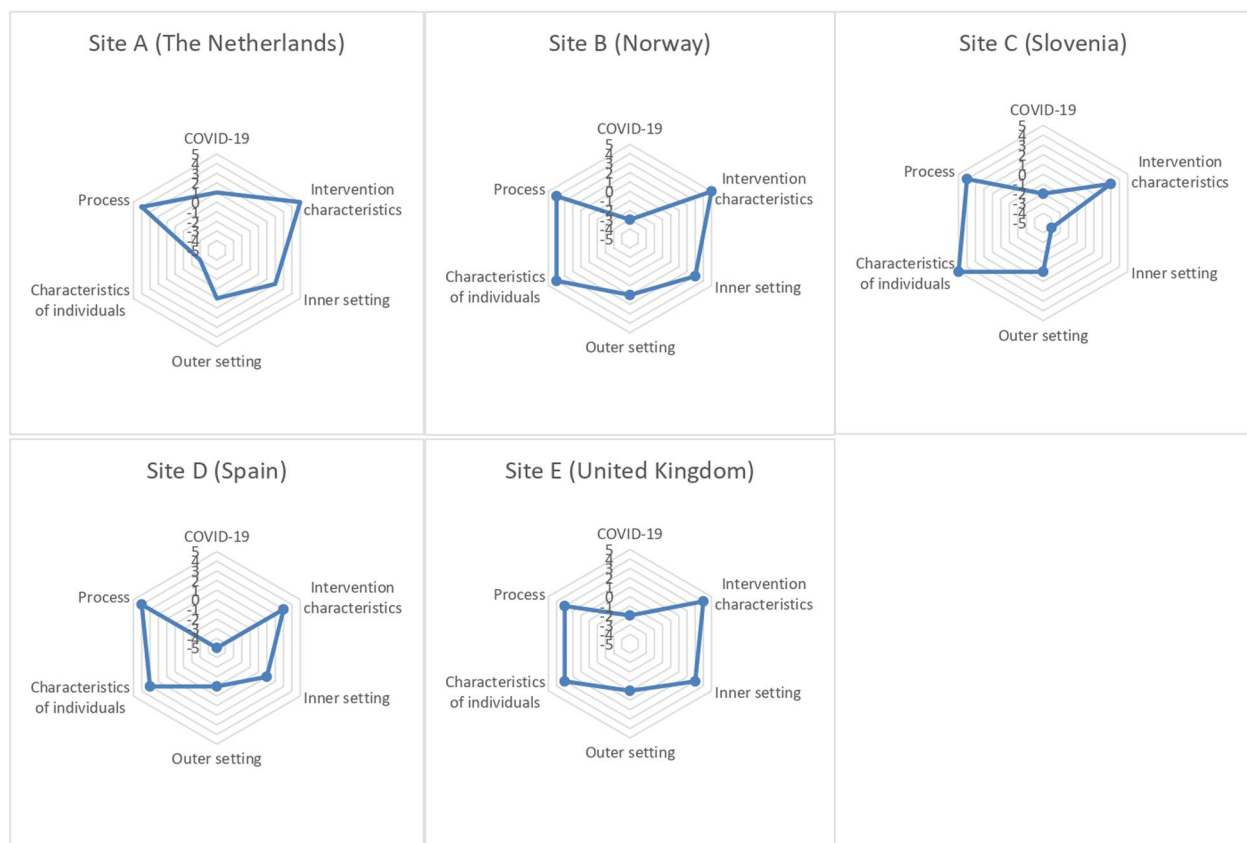 Site A (The Netherlands)
COVID-19
5
4
3
2
1
0
-1
-2
-3
-4
-5
Intervention
characteristics
Inner setting
Outer setting
Characteristics
of individuals
Process
Site B (Norway)
COVID-19
5
4
3
2
1
0
-1
-2
-3
-4
-5
Intervention
characteristics
Inner setting
Outer setting
Characteristics
of individuals
Process
Site C (Slovenia)
COVID-19
5
4
3
2
1
0
-1
-2
-3
-4
-5
Intervention
characteristics
Inner setting
Outer setting
Characteristics
of individuals
Process
Site D (Spain)
COVID-19
5
4
3
2
1
0
-1
-2
-3
-4
-5
Intervention
characteristics
Inner setting
Outer setting
Characteristics
of individuals
Process
Site E (United Kingdom)
COVID-19
5
4
3
2
1
0
-1
-2
-3
-4
-5
Intervention
characteristics
Inner setting
Outer setting
Characteristics
of individuals
Process